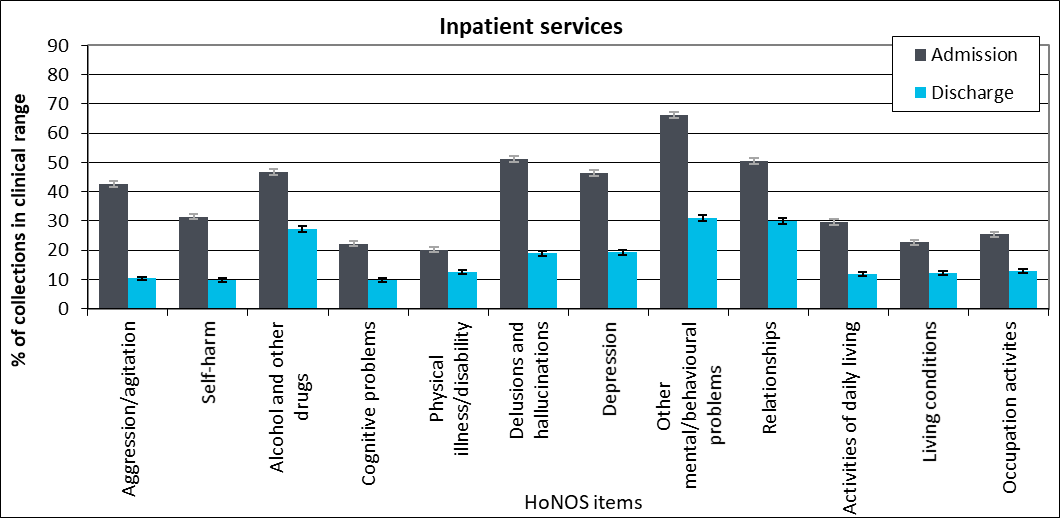 Inpatient services
% of collections in clinical range
90
80
70
60
50
40
30
20
10
0
Admission
Discharge
Aggression/agitation
Self-harm
Alcohol and other
drugs
Cognitive problems
Physical
illness/disability
Delusions and
hallucinations
Depression
Other
mental/behavioural
problems
Relationships
Activities of daily living
Living conditions
Occupation activites
HoNOS items